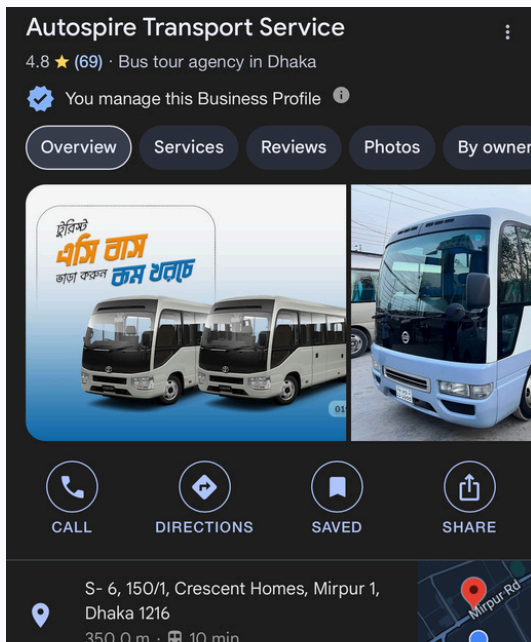 Autospire Transport Service
4.8 ★ (69) · Bus tour agency in Dhaka
You manage this Business Profile
Overview Services Reviews Photos By owner
টুরিস্ট
এসি বাস
ভাড়া করুন কম খরচে
CALL DIRECTIONS SAVED SHARE
S- 6, 150/1, Crescent Homes, Mirpur 1,
Dhaka 1216
350.0 m · 10 min
Mirpur Rd